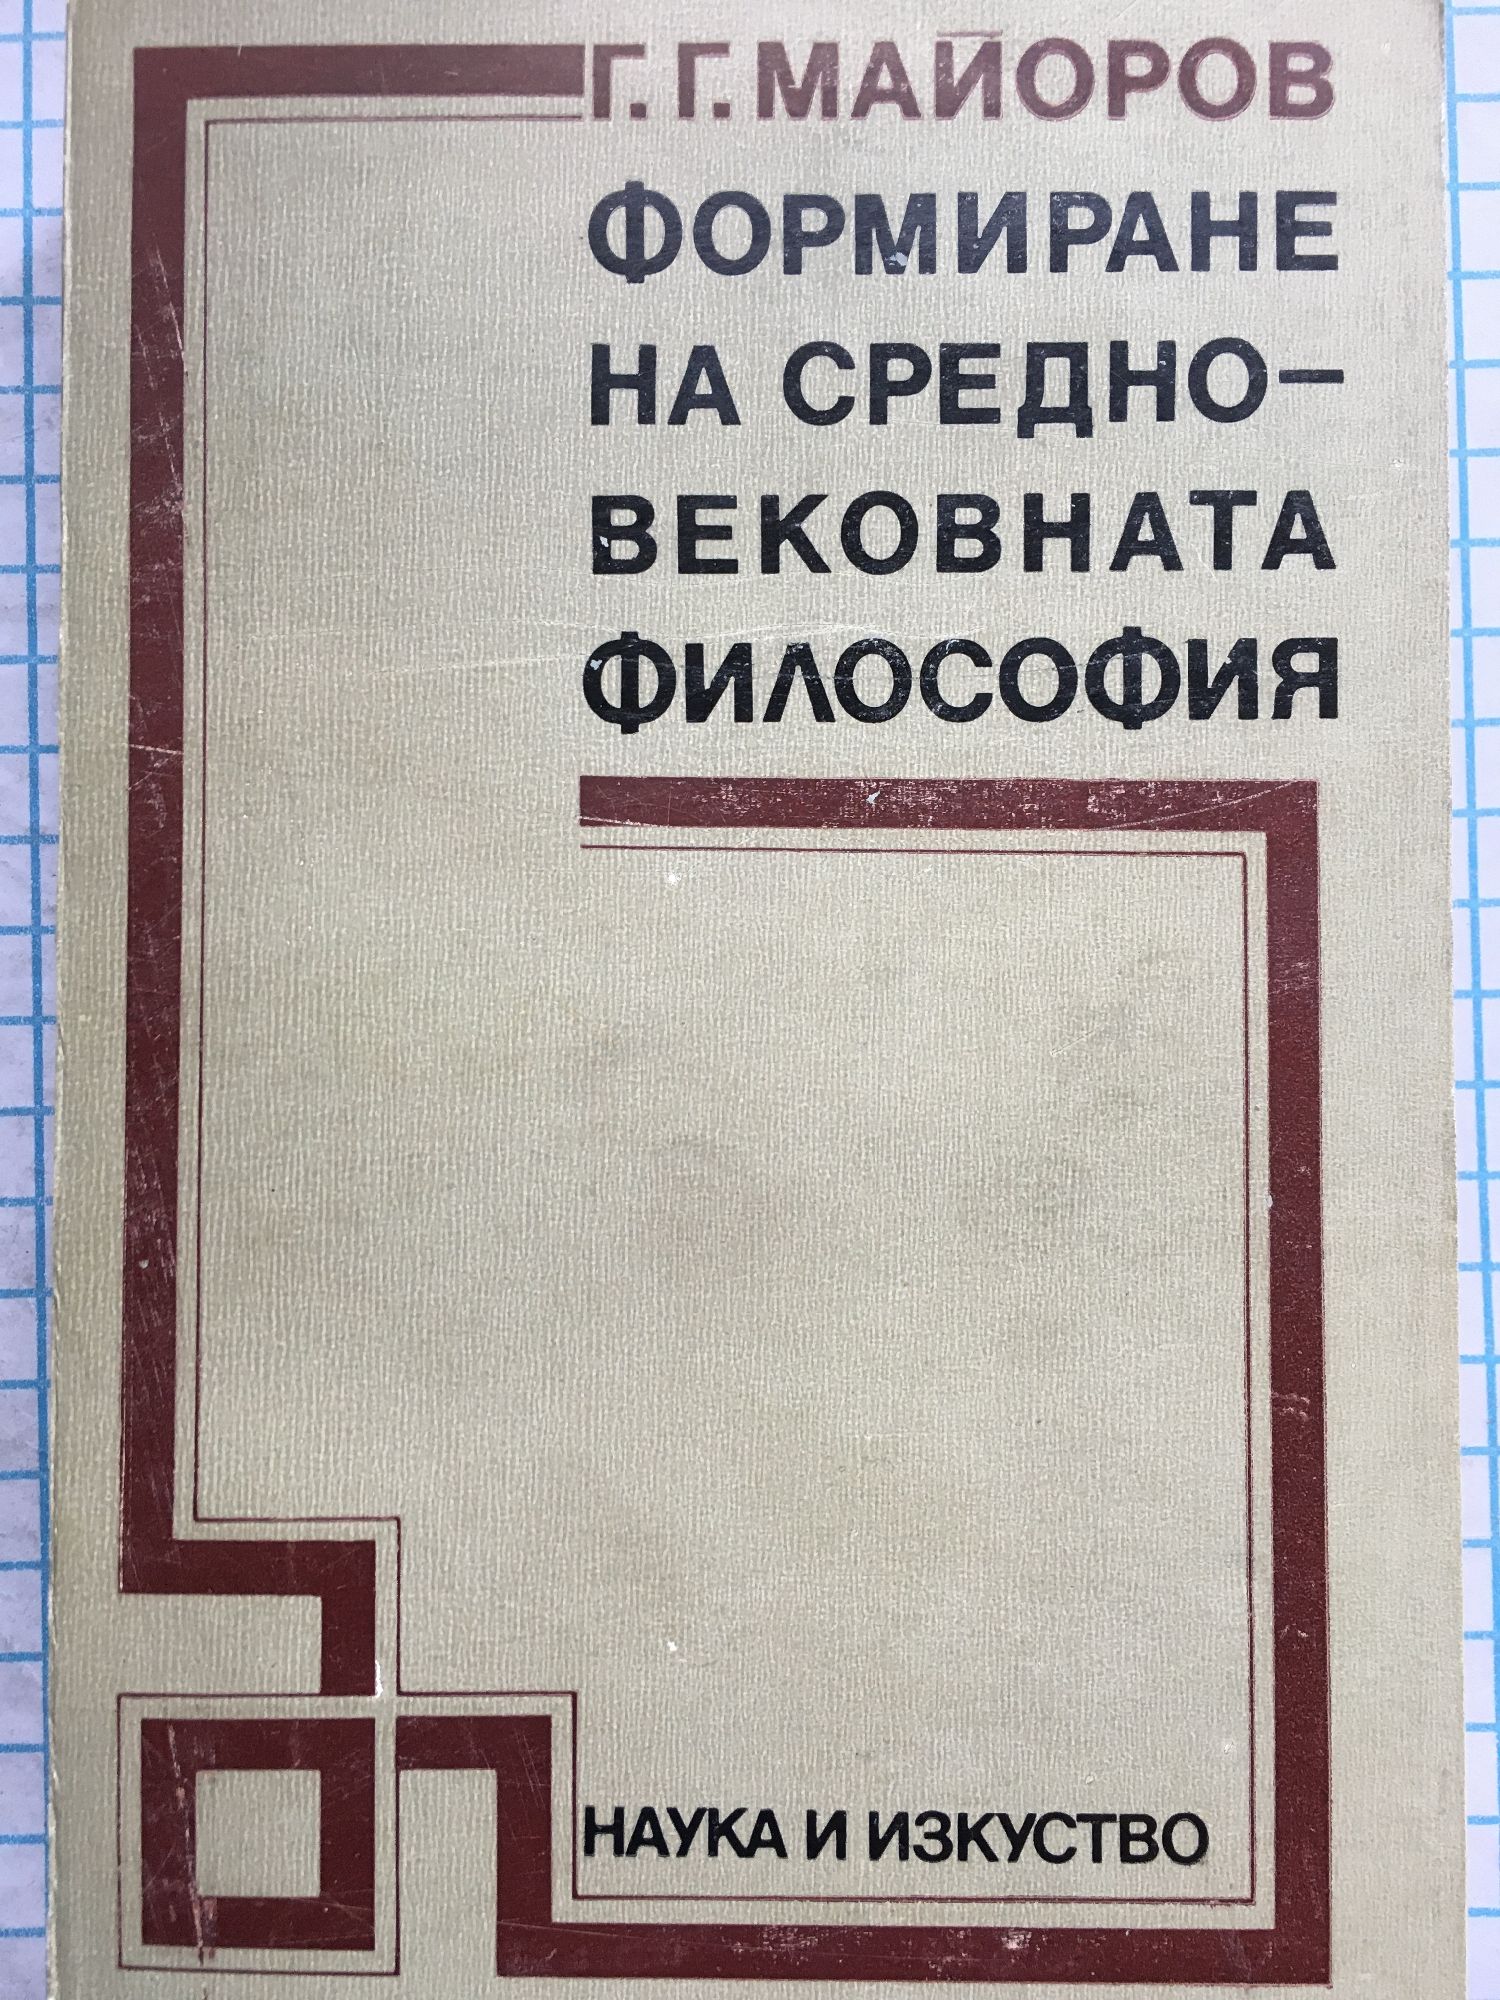 Г. Г. МАЙОРОВ
ФОРМИРАНЕ
НА СРЕДНО-
ВЕКОВНАТА
ФИЛОСОФИЯ
НАУКА И ИЗКУСТВО